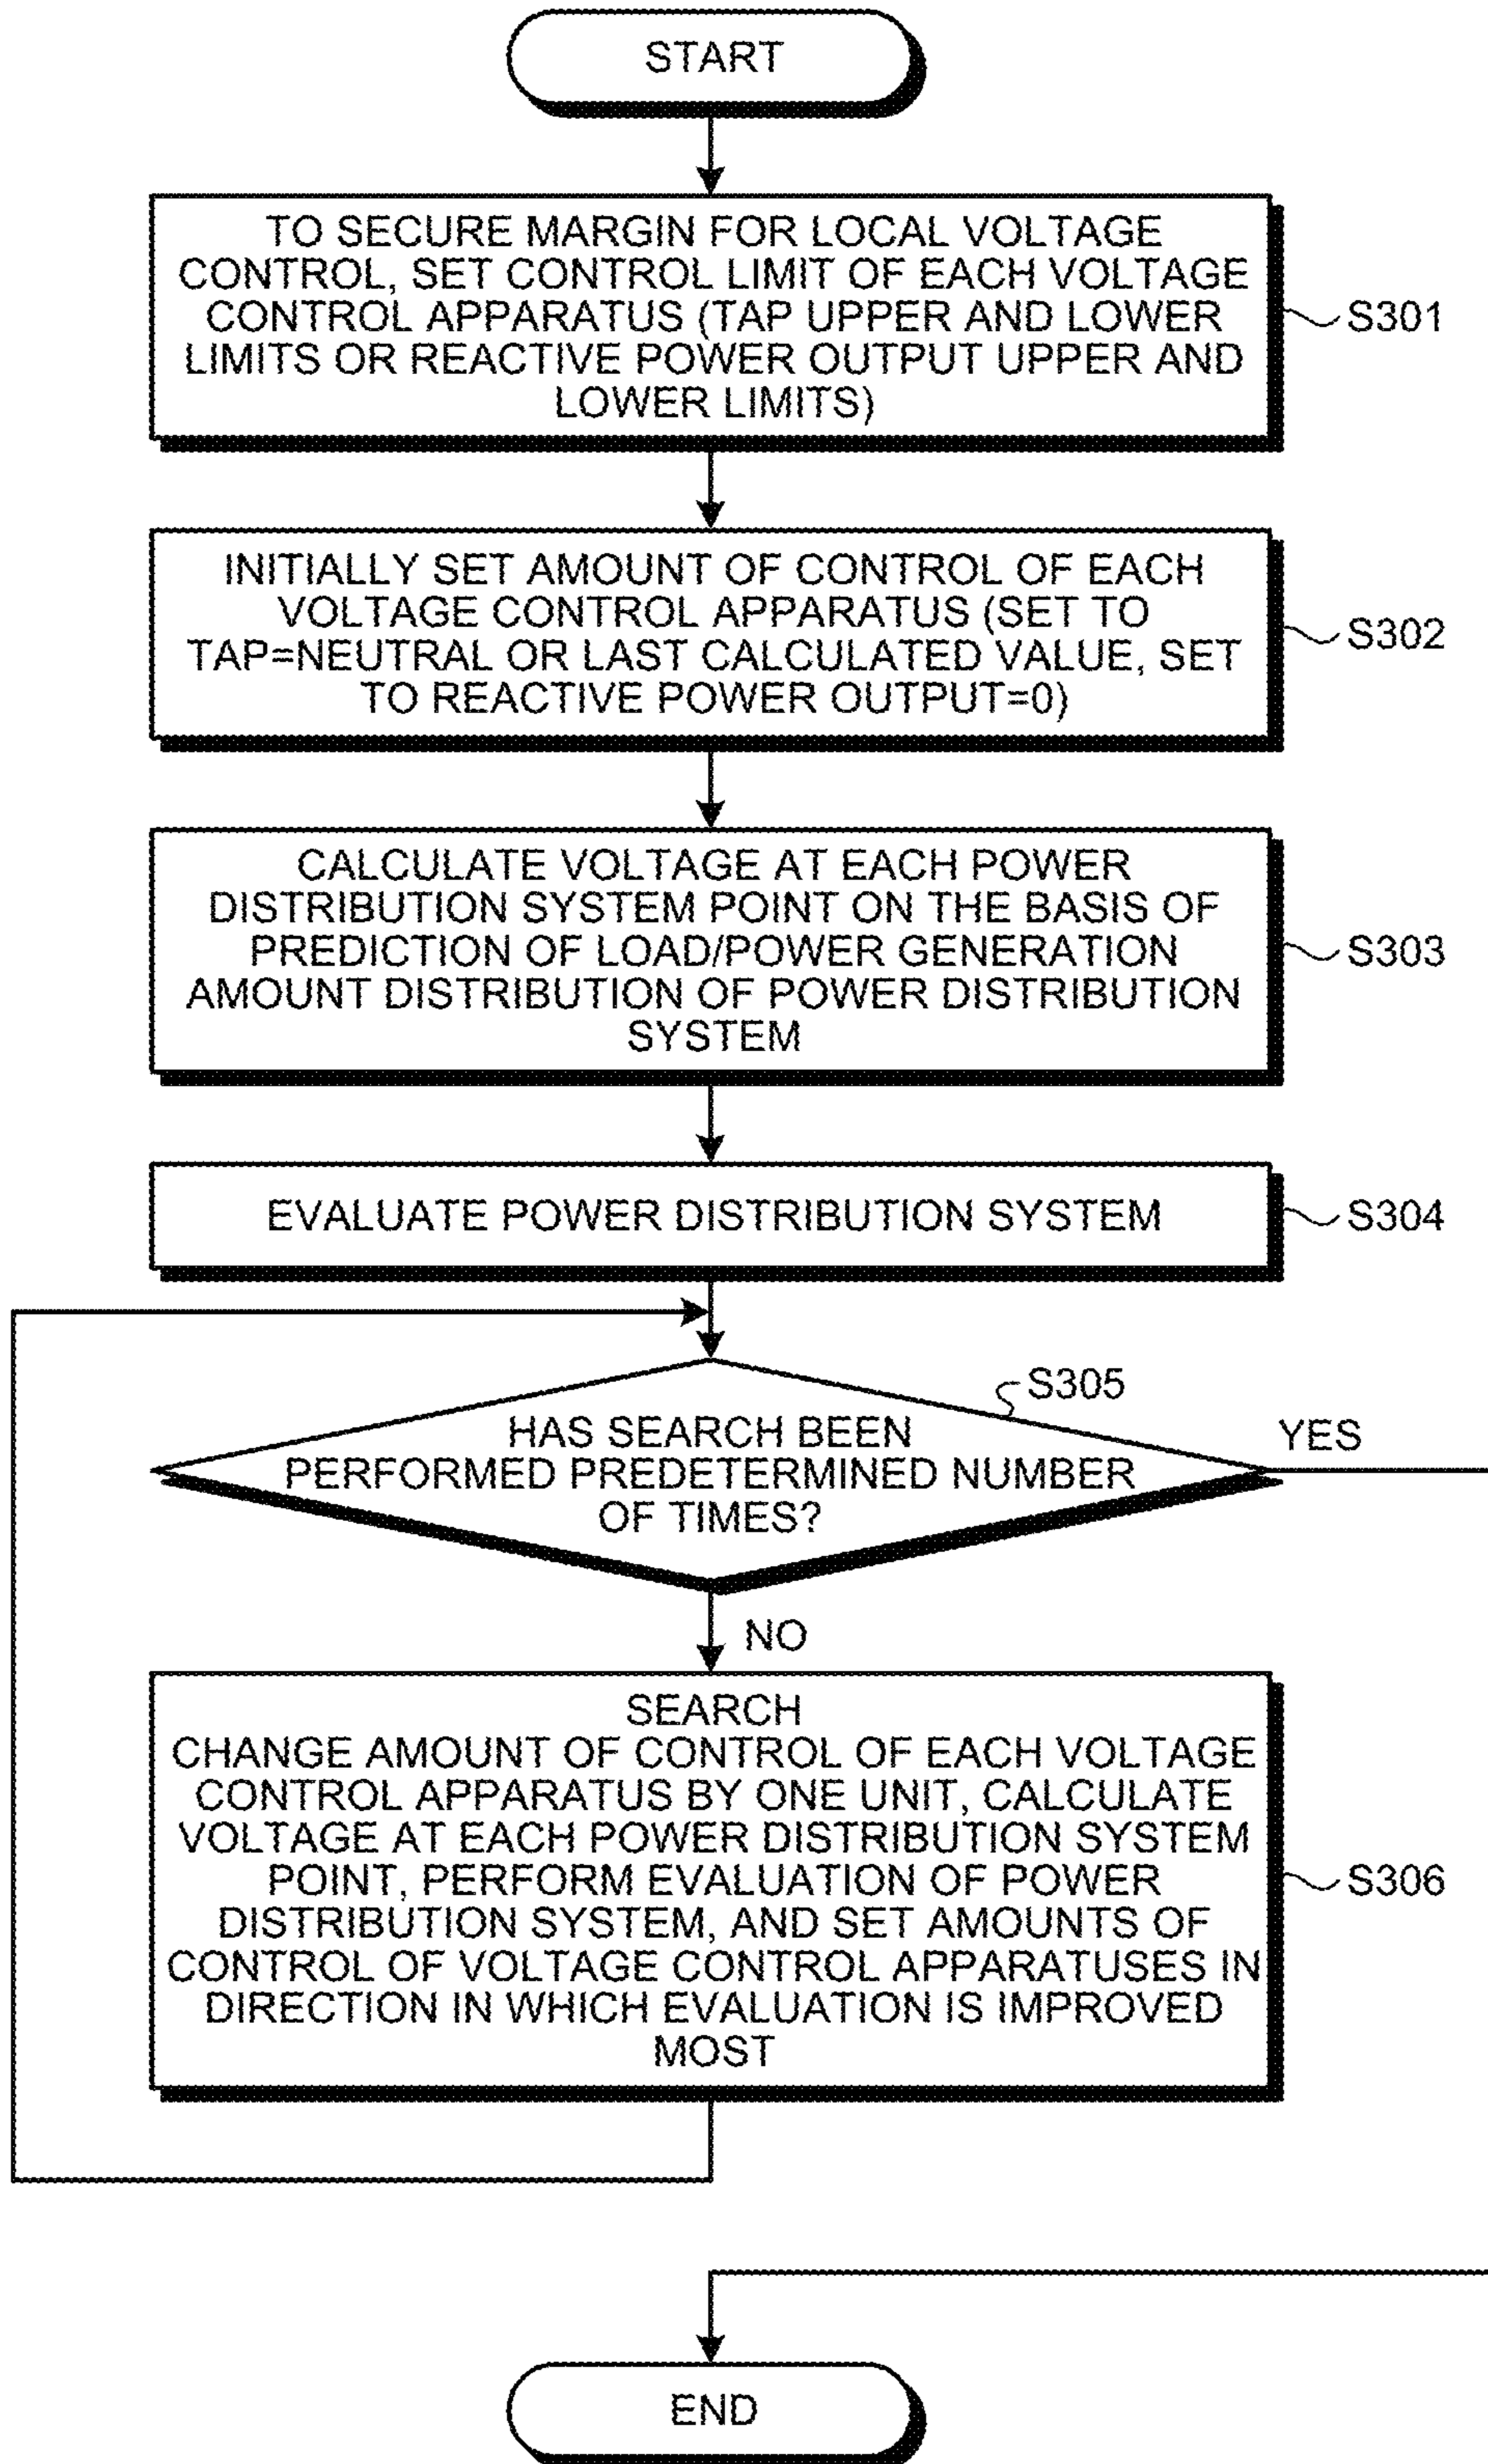 START
TO SECURE MARGIN FOR LOCAL VOLTAGE
CONTROL, SET CONTROL LIMIT OF EACH VOLTAGE
CONTROL APPARATUS (TAP UPPER AND LOWER
LIMITS OR REACTIVE POWER OUTPUT UPPER AND
LOWER LIMITS)
S301
INITIALLY SET AMOUNT OF CONTROL OF EACH
VOLTAGE CONTROL APPARATUS (SET TO
TAP=NEUTRAL OR LAST CALCULATED VALUE, SET
TO REACTIVE POWER OUTPUT=0)
S302
CALCULATE VOLTAGE AT EACH POWER
DISTRIBUTION SYSTEM POINT ON THE BASIS OF
PREDICTION OF LOAD/POWER GENERATION
AMOUNT DISTRIBUTION OF POWER DISTRIBUTION
SYSTEM
S303
EVALUATE POWER DISTRIBUTION SYSTEM
S304
S305
HAS SEARCH BEEN
PERFORMED PREDETERMINED NUMBER
OF TIMES?
YES
NO
SEARCH
CHANGE AMOUNT OF CONTROL OF EACH VOLTAGE
CONTROL APPARATUS BY ONE UNIT, CALCULATE
VOLTAGE AT EACH POWER DISTRIBUTION SYSTEM
POINT, PERFORM EVALUATION OF POWER
DISTRIBUTION SYSTEM, AND SET AMOUNTS OF
CONTROL OF VOLTAGE CONTROL APPARATUSES IN
DIRECTION IN WHICH EVALUATION IS IMPROVED
MOST
S306
END